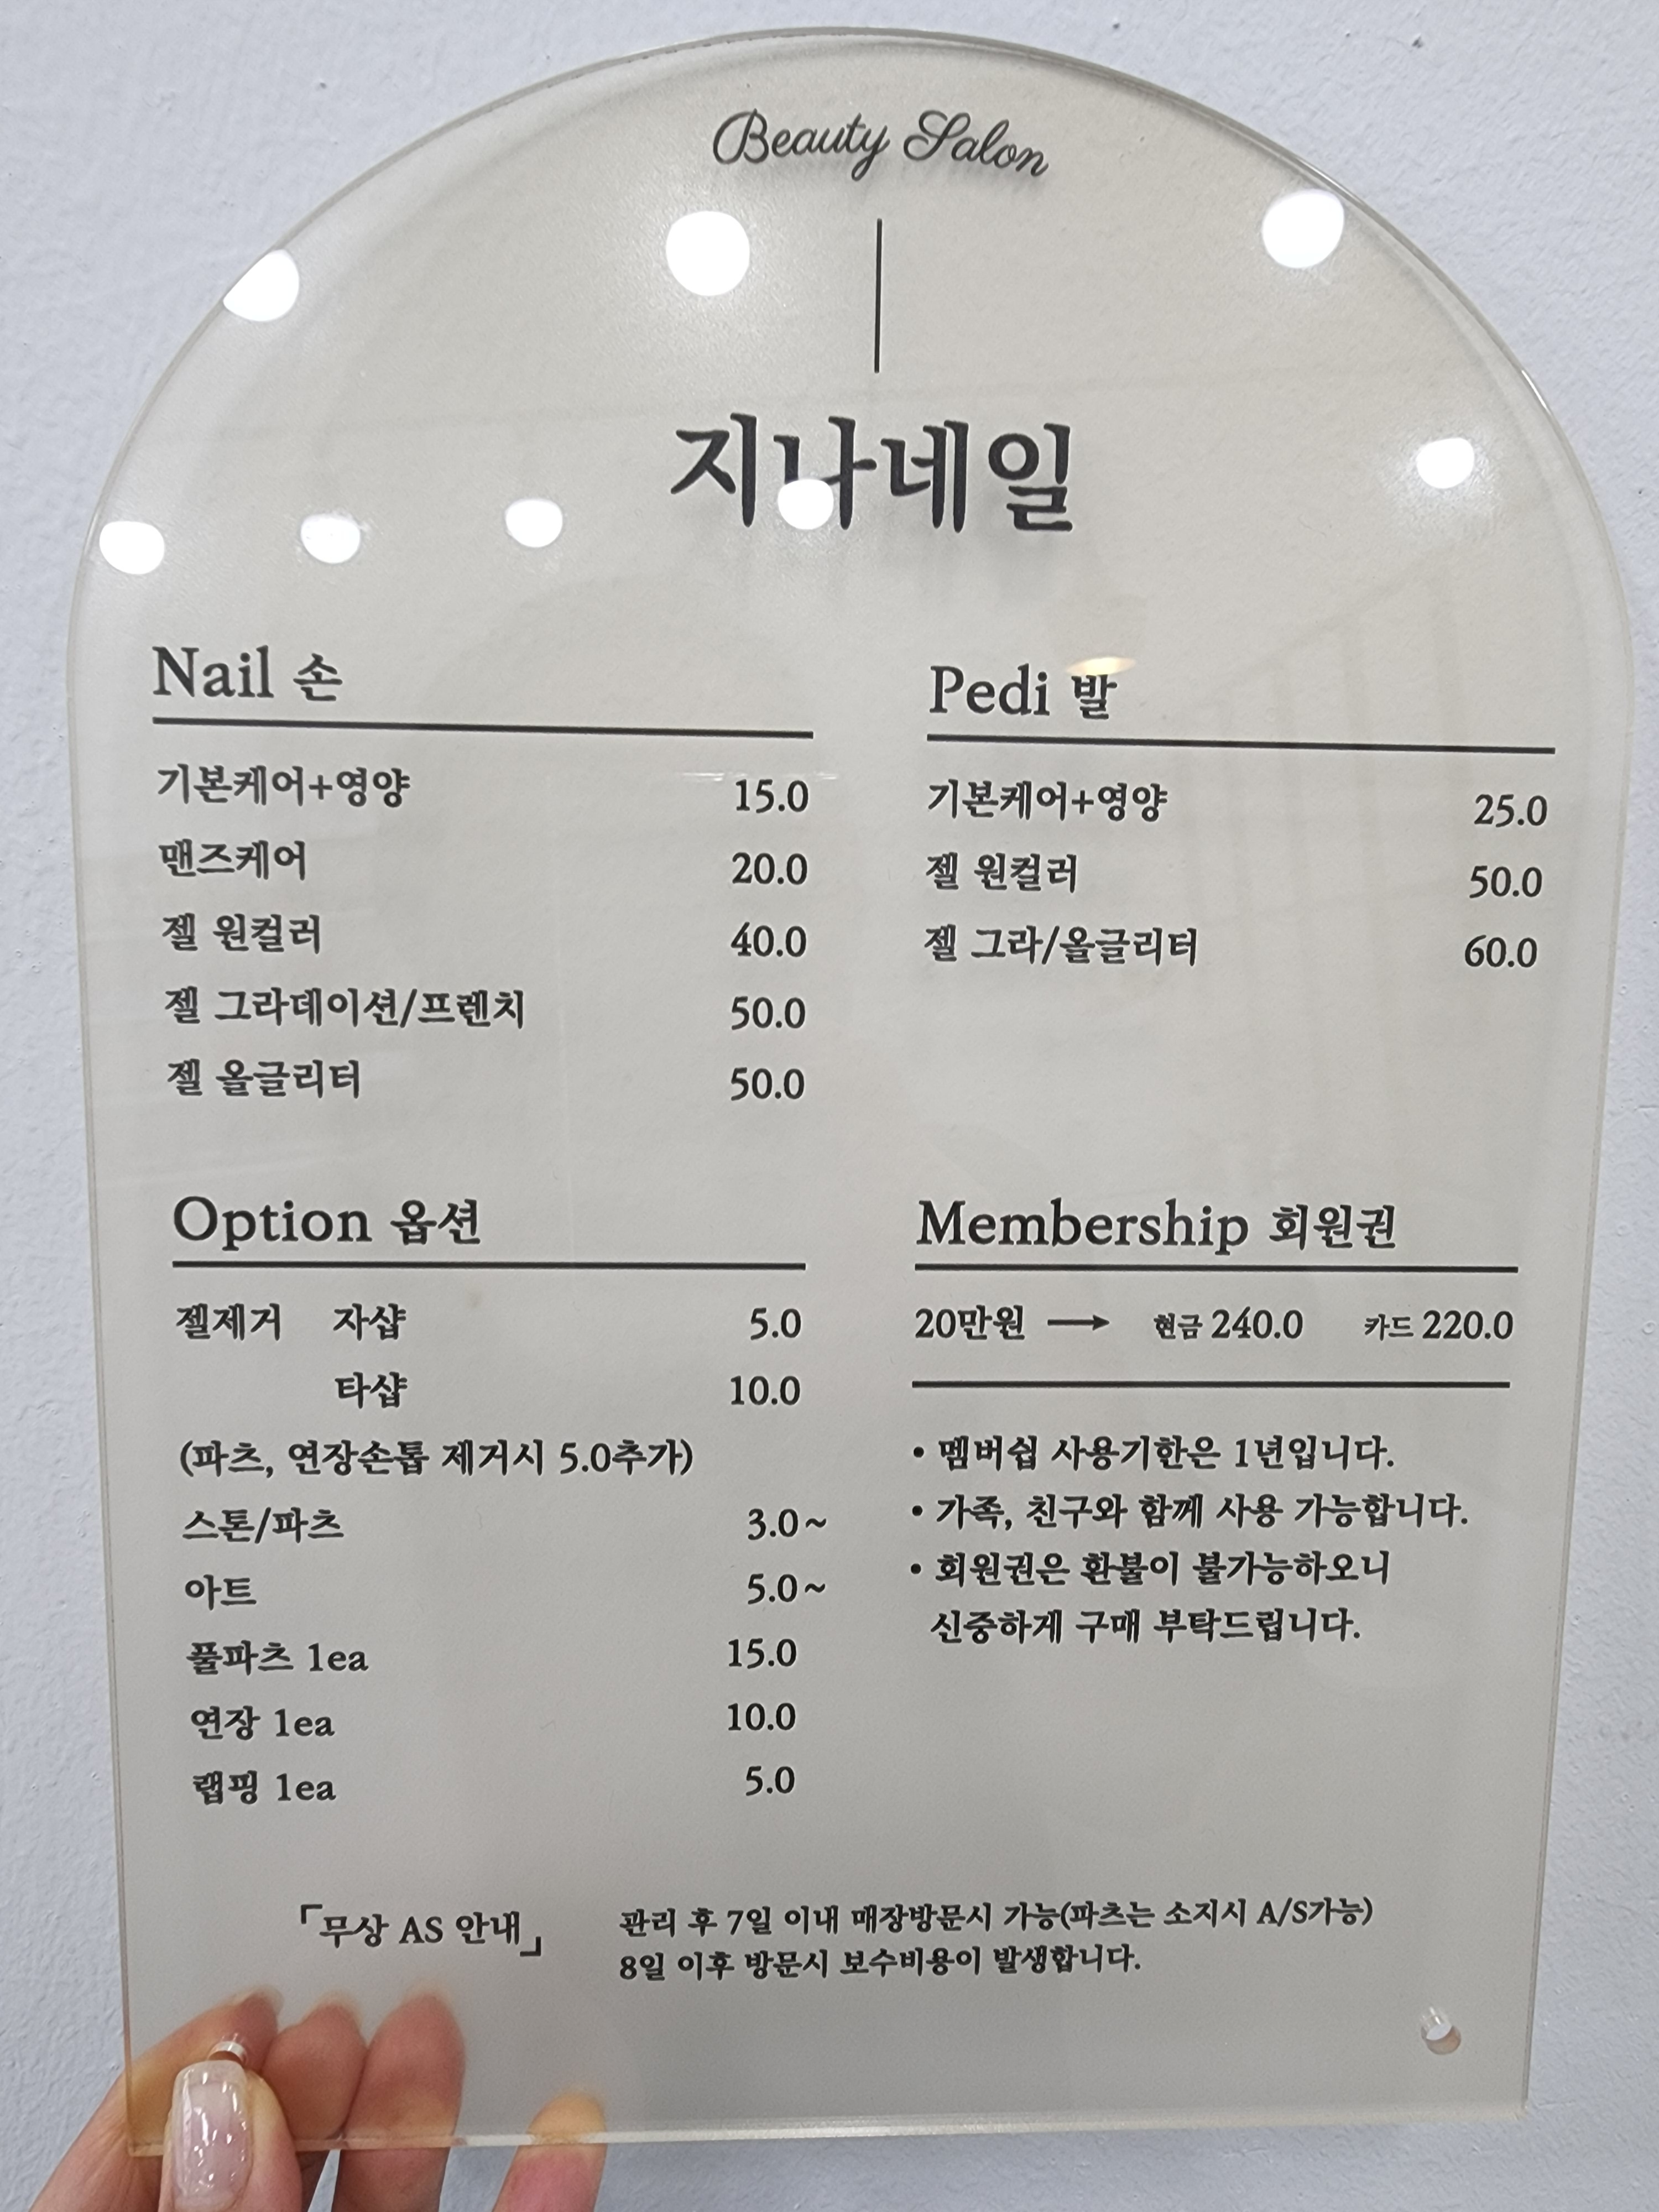 Beauty Salon
지나네일
Nail 손
기본케어+영양 15.0
맨즈케어 20.0
젤 원컬러 40.0
젤 그라데이션/프렌치 50.0
젤 올글리터 50.0
Pedi 발
기본케어+영양 25.0
젤 원컬러 50.0
젤 그라/올글리터 60.0
Option 옵션
젤제거 자샵 5.0
타샵 10.0
(파츠, 연장손톱 제거시 5.0추가)
스톤/파츠 3.0~
아트 5.0~
풀파츠 1ea 15.0
연장 1ea 10.0
랩핑 1ea 5.0
Membership 회원권
20만원 → 현금 240.0 카드 220.0
• 멤버쉽 사용기한은 1년입니다.
• 가족, 친구와 함께 사용 가능합니다.
• 회원권은 환불이 불가능하오니
신중하게 구매 부탁드립니다.
「무상 AS 안내」
관리 후 7일 이내 매장방문시 가능(파츠는 소지시 A/S가능)
8일 이후 방문시 보수비용이 발생합니다.